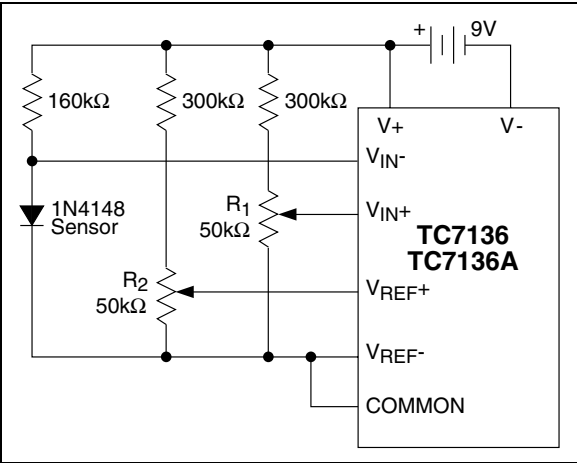 + 9V
160kΩ
300kΩ
300kΩ
V+
V-
VIN-
1N4148
Sensor
R1
50kΩ
VIN+
TC7136
TC7136A
R2
50kΩ
VREF+
VREF-
COMMON